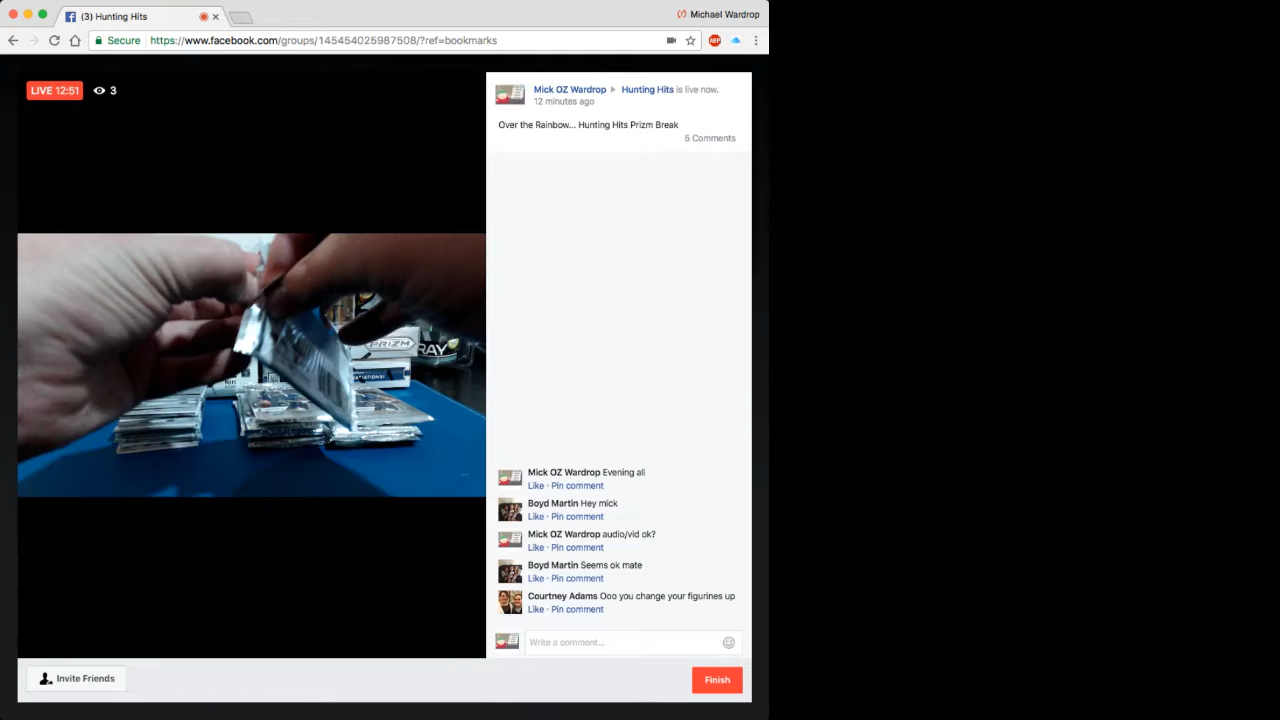 (3) Hunting Hits
Michael Wardrop
Secure
https://www.facebook.com/groups/145454025987508/?ref=bookmarks
ABP
LIVE 12:51
3
Mick OZ Wardrop Hunting Hits is live now.
12 minutes ago
Over the Rainbow... Hunting Hits Prizm Break
5 Comments
PRIZM
RAY
VARIATIONS!
Mick OZ Wardrop Evening all
Like · Pin comment
Boyd Martin Hey mick
Like · Pin comment
Mick OZ Wardrop audio/vid ok?
Like · Pin comment
Boyd Martin Seems ok mate
Like · Pin comment
Courtney Adams Ooo you change your figurines up
Like · Pin comment
Write a comment...
Invite Friends
Finish